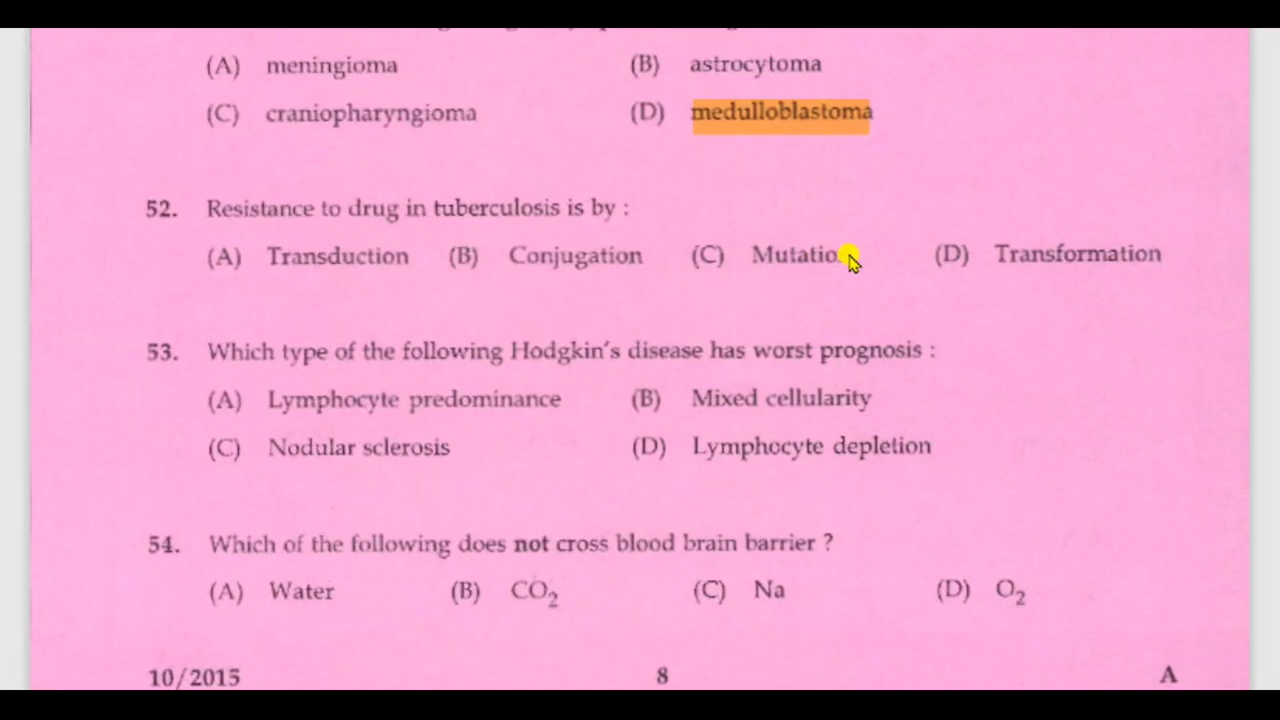 (A) meningioma (B) astrocytoma
(C) craniopharyngioma (D) medulloblastoma
52. Resistance to drug in tuberculosis is by :
(A) Transduction (B) Conjugation (C) Mutatio (D) Transformation
53. Which type of the following Hodgkin's disease has worst prognosis :
(A) Lymphocyte predominance (B) Mixed cellularity
(C) Nodular sclerosis (D) Lymphocyte depletion
54. Which of the following does not cross blood brain barrier ?
(A) Water (B) CO₂ (C) Na (D) O₂
10/2015 8 A